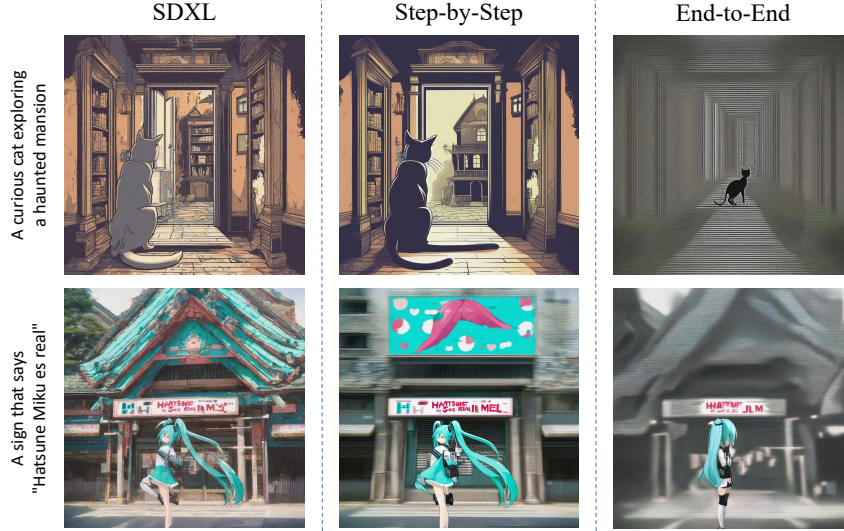 SDXL
Step-by-Step
End-to-End
A curious cat exploring
a haunted mansion
A sign that says
"Hatsune Miku es real"